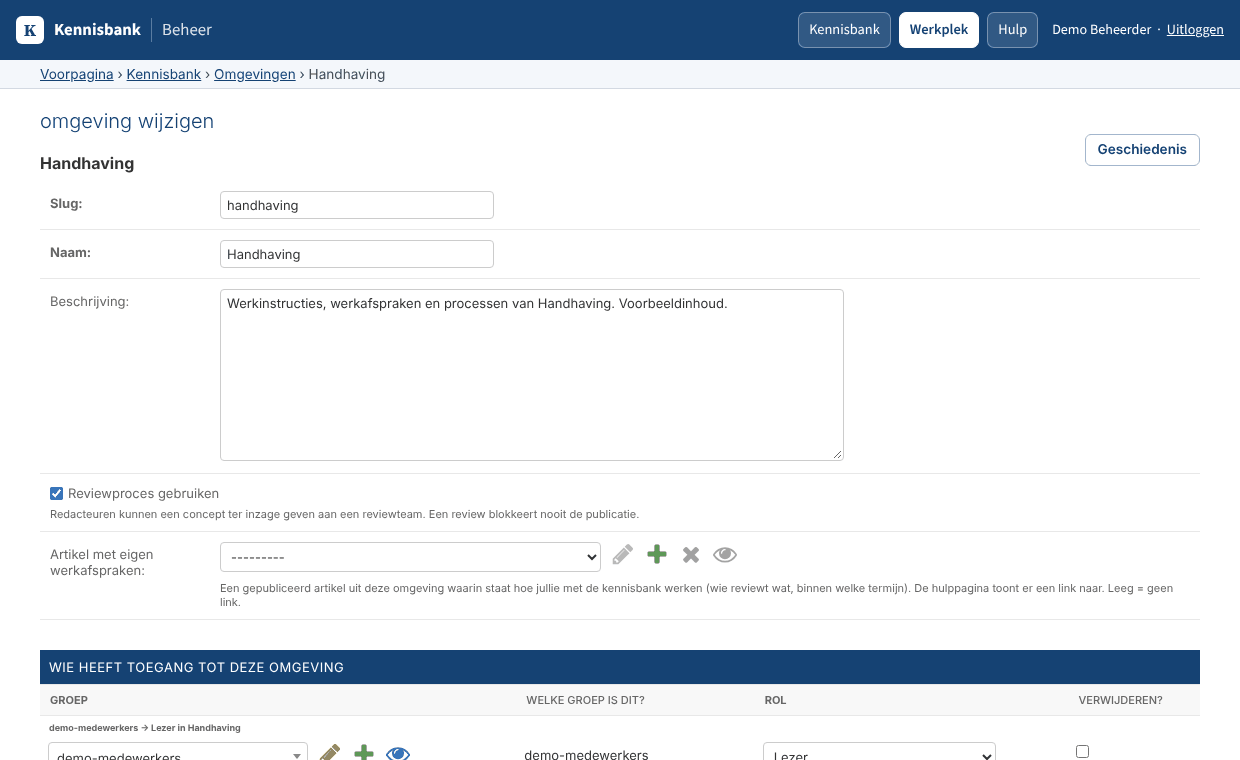 K Kennisbank Beheer Kennisbank Werkplek Hulp Demo Beheerder · Uitloggen
Voorpagina › Kennisbank › Omgevingen › Handhaving
omgeving wijzigen
Geschiedenis
Handhaving
Slug: handhaving
Naam: Handhaving
Beschrijving: Werkinstructies, werkafspraken en processen van Handhaving. Voorbeeldinhoud.
Reviewproces gebruiken
Redacteuren kunnen een concept ter inzage geven aan een reviewteam. Een review blokkeert nooit de publicatie.
Artikel met eigen
werkafspraken:
---------
Een gepubliceerd artikel uit deze omgeving waarin staat hoe jullie met de kennisbank werken (wie reviewt wat, binnen welke termijn). De hulppagina toont er een link naar. Leeg = geen
link.
WIE HEEFT TOEGANG TOT DEZE OMGEVING
GROEP WELKE GROEP IS DIT? ROL VERWIJDEREN?
demo-medewerkers → Lezer in Handhaving
demo-medewerkers demo-medewerkers Lezer